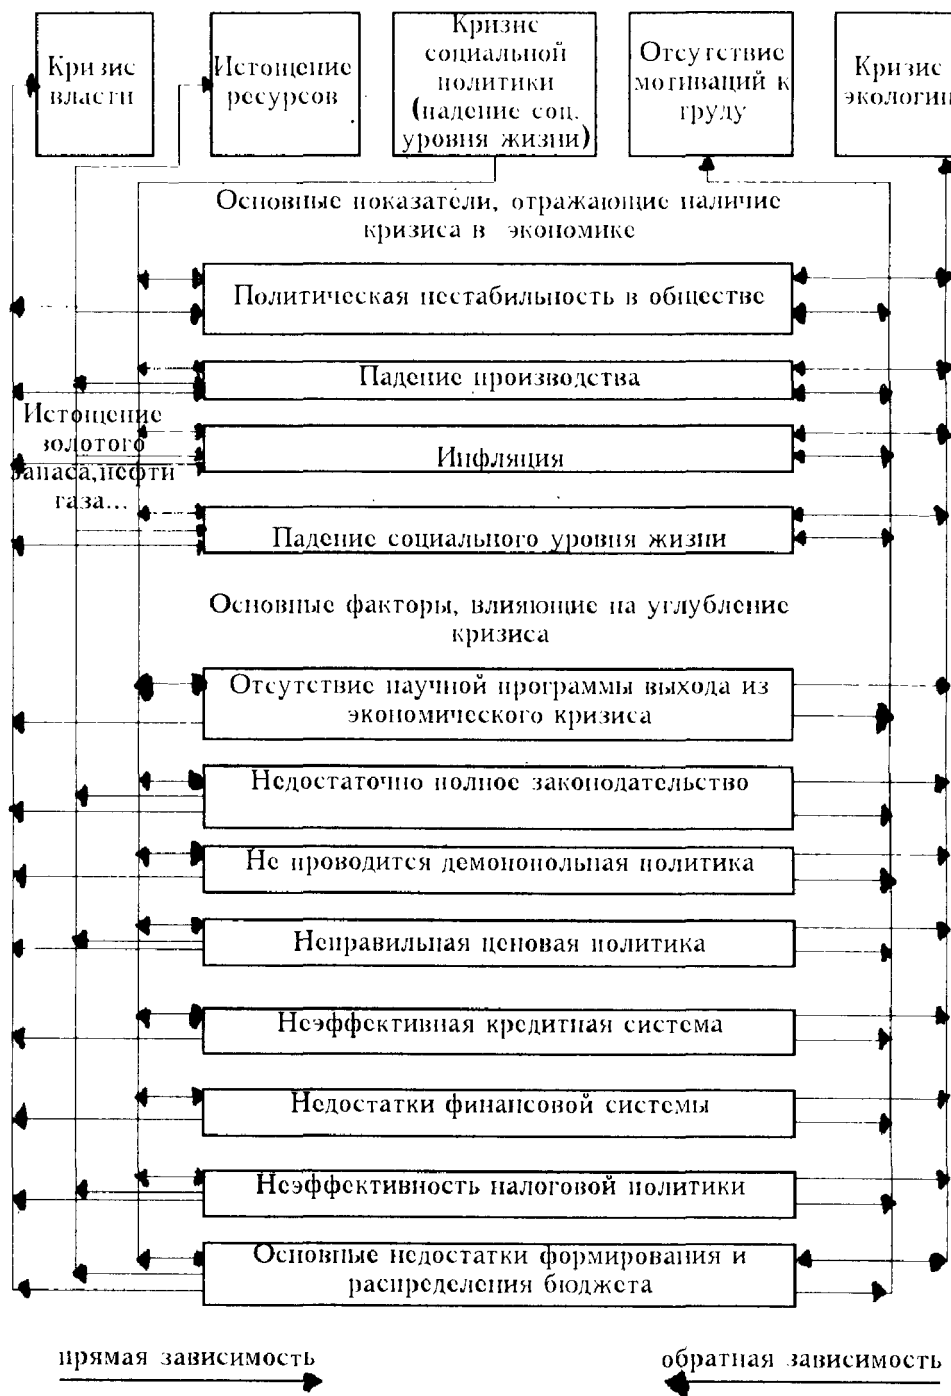 Кризис
власти
Истощение
ресурсов
Кризис
социальной
политики
(падение соц.
уровня жизни)
Отсутствие
мотиваций к
труду
Кризис
экологии
Основные показатели, отражающие наличие
кризиса в экономике
Политическая нестабильность в обществе
Падение производства
Истощение
золотого
запаса, нефти
газа...
Инфляция
Падение социального уровня жизни
Основные факторы, влияющие на углубление
кризиса
Отсутствие научной программы выхода из
экономического кризиса
Недостаточно полное законодательство
Не проводится демонопольная политика
Неправильная ценовая политика
Неэффективная кредитная система
Недостатки финансовой системы
Неэффективность налоговой политики
Основные недостатки формирования и
распределения бюджета
прямая зависимость
обратная зависимость